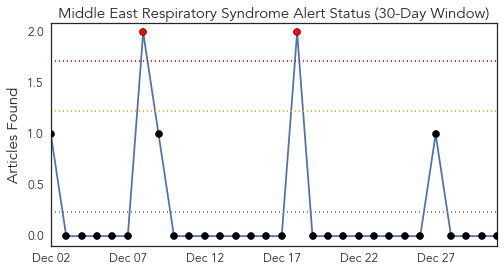 Middle East Respiratory Syndrome Alert Status (30-Day Window)
Articles Found
2.0
1.5
1.0
0.5
0.0
Dec 02 Dec 07 Dec 12 Dec 17 Dec 22 Dec 27